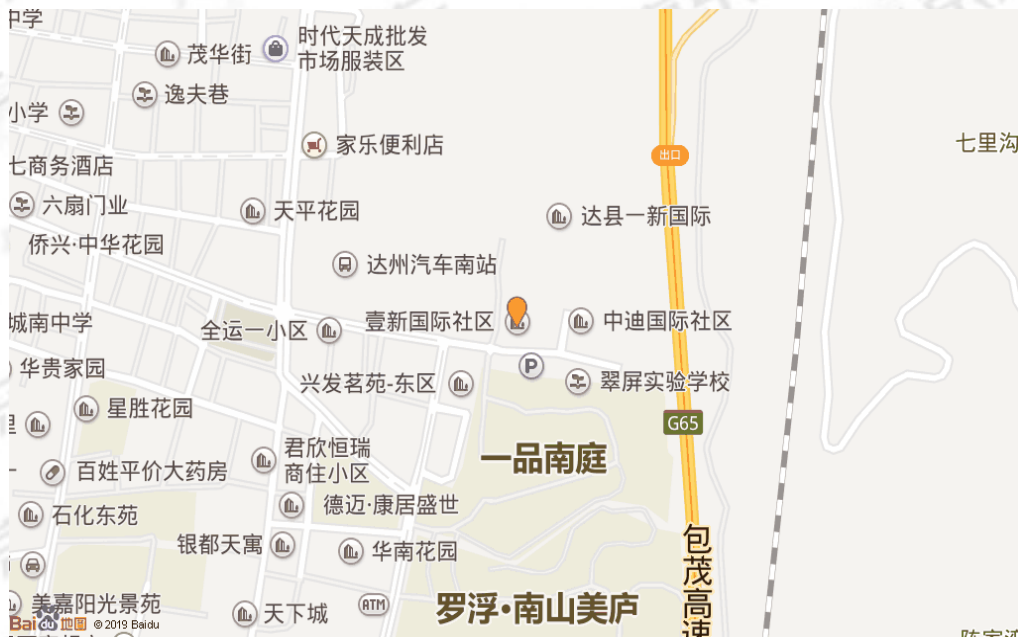 中学
时代天成批发
市场服装区
茂华街
逸夫巷
小学
家乐便利店
七里沟
出口
七商务酒店
六扇门业
天平花园
达县一新国际
侨兴·中华花园
达州汽车南站
城南中学
全运一小区
壹新国际社区
中迪国际社区
华贵家园
P
兴发茗苑-东区
翠屏实验学校
星胜花园
G65
君欣恒瑞
商住小区
一品南庭
百姓平价大药房
德迈·康居盛世
石化东苑
银都天寓
华南花园
包茂高速
美嘉阳光景苑
天下城
ATM
罗浮·南山美庐
Bai du 地图 © 2019 Baidu